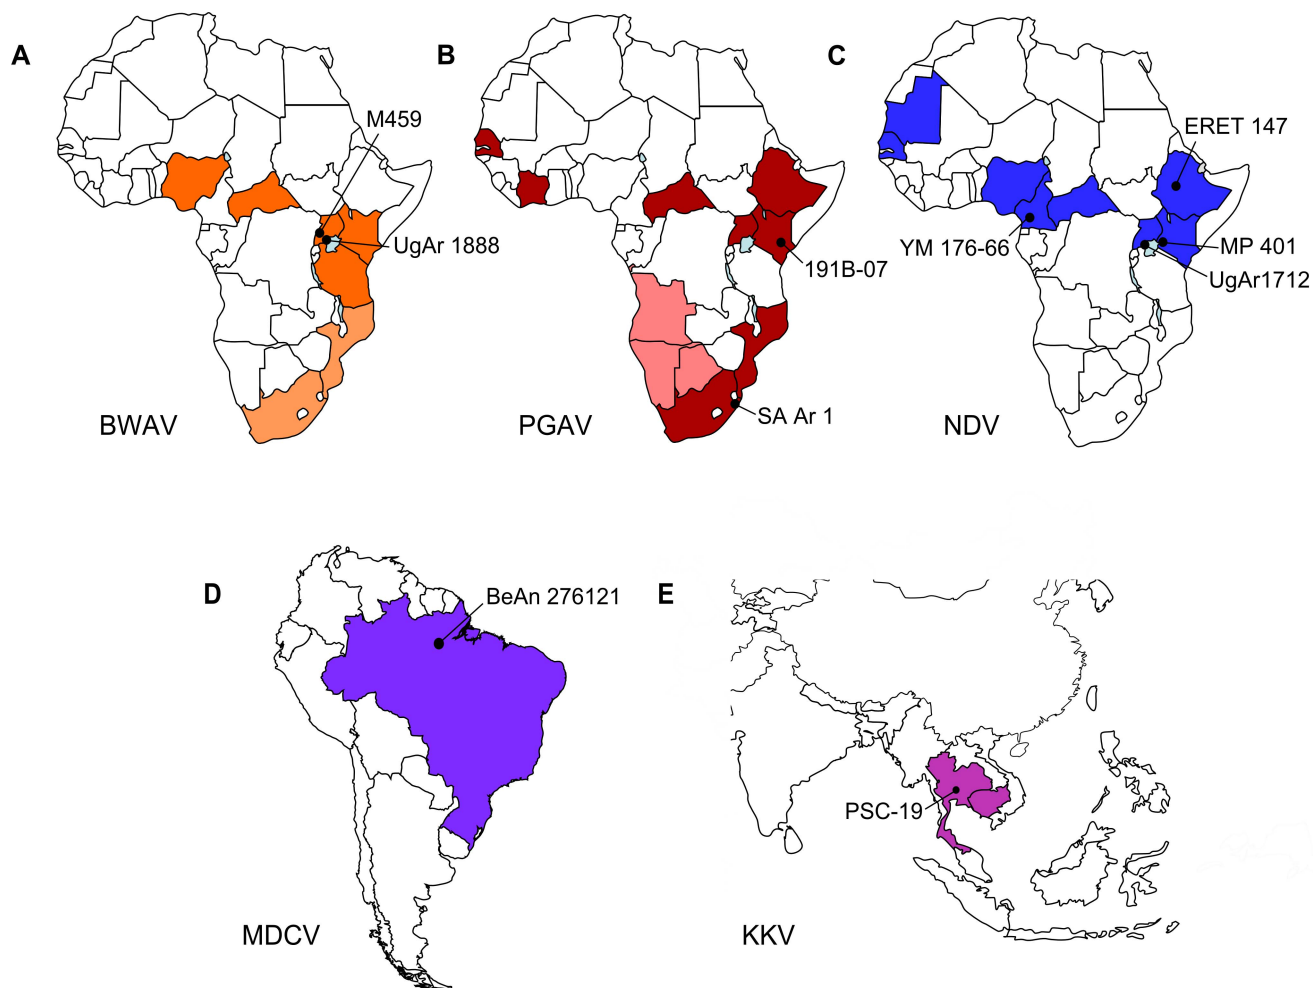 A
B
C
M459
ERET 147
UgAr 1888
191B-07
YM 176-66
MP 401
UgAr1712
BWAV
PGAV
SA Ar 1
NDV
D
BeAn 276121
E
PSC-19
MDCV
KKV